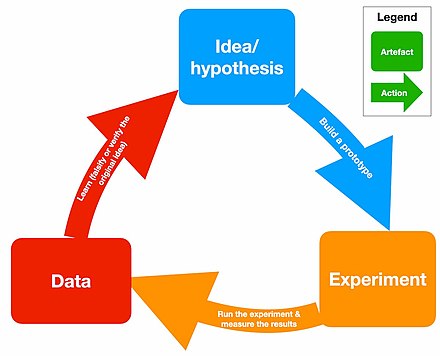 Idea/
hypothesis
Legend
Artefact
Action
Build a prototype
Learn (falsify or verify the
original idea)
Data
Experiment
Run the experiment &
measure the results